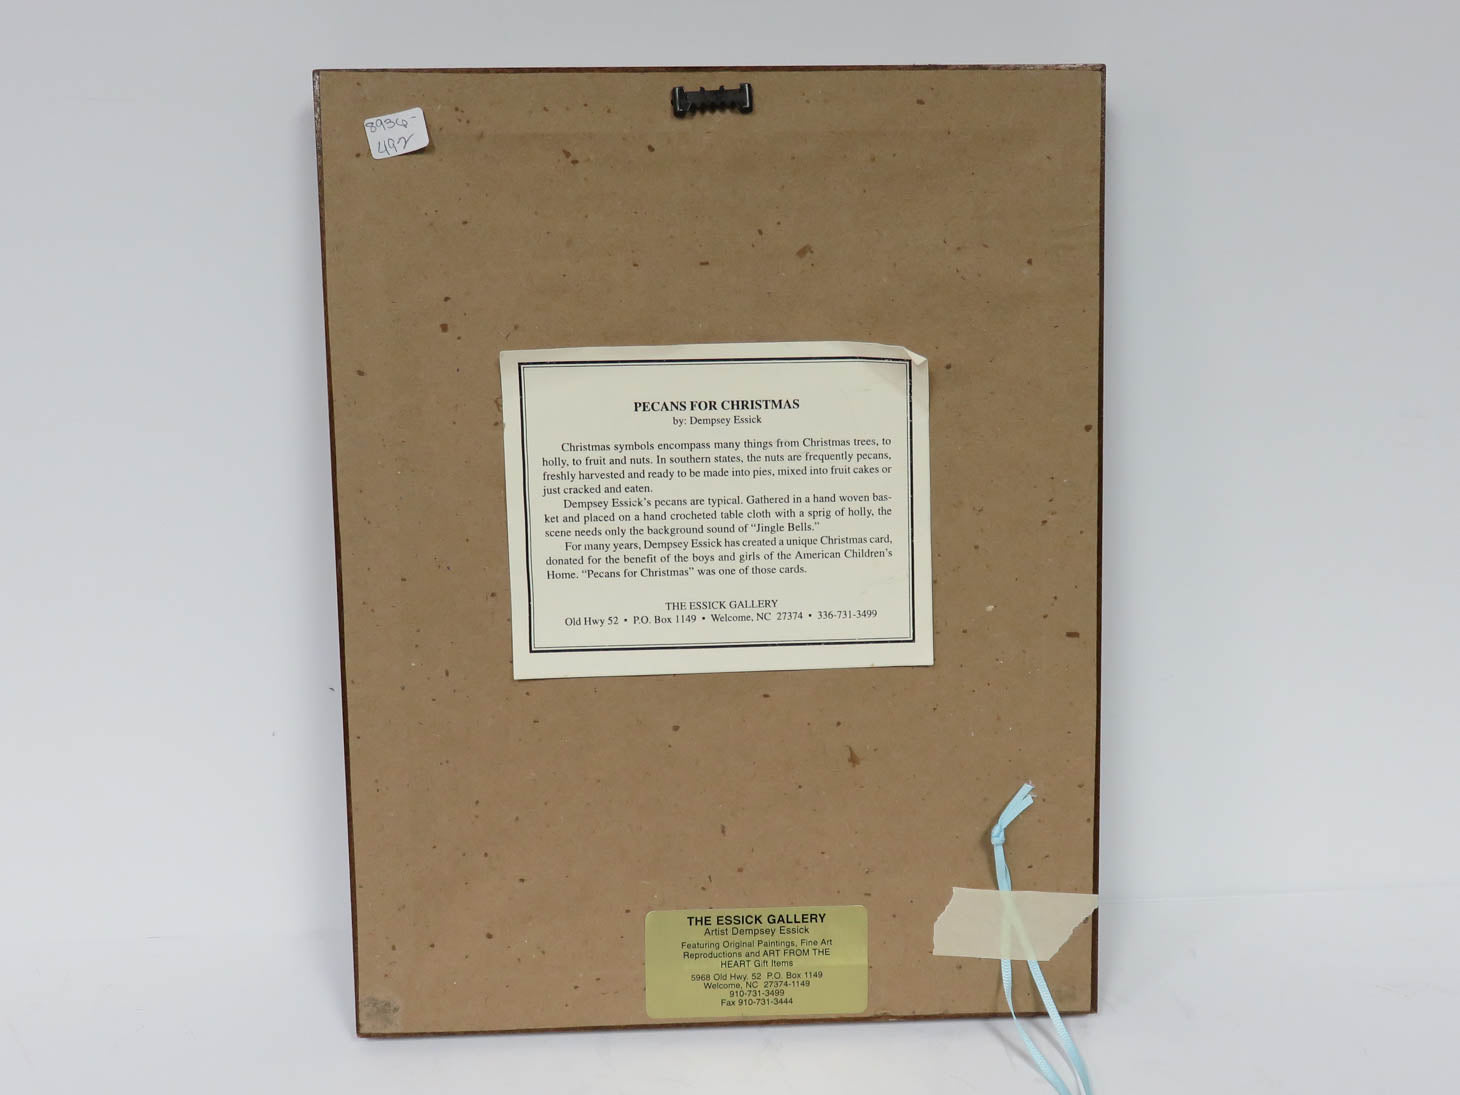 8936-
492
PECANS FOR CHRISTMAS
by: Dempsey Essick
Christmas symbols encompass many things from Christmas trees, to
holly, to fruit and nuts. In southern states, the nuts are frequently pecans,
freshly harvested and ready to be made into pies, mixed into fruit cakes or
just cracked and eaten.
Dempsey Essick's pecans are typical. Gathered in a hand woven bas-
ket and placed on a hand crocheted table cloth with a sprig of holly, the
scene needs only the background sound of "Jingle Bells."
For many years, Dempsey Essick has created a unique Christmas card,
donated for the benefit of the boys and girls of the American Children's
Home. "Pecans for Christmas" was one of those cards.
THE ESSICK GALLERY
Old Hwy 52 • P.O. Box 1149 • Welcome, NC 27374 • 336-731-3499
THE ESSICK GALLERY
Artist Dempsey Essick
Featuring Original Paintings, Fine Art
Reproductions and ART FROM THE
HEART Gift Items
5968 Old Hwy. 52 P.O. Box 1149
Welcome, NC 27374-1149
910-731-3499
Fax 910-731-3444